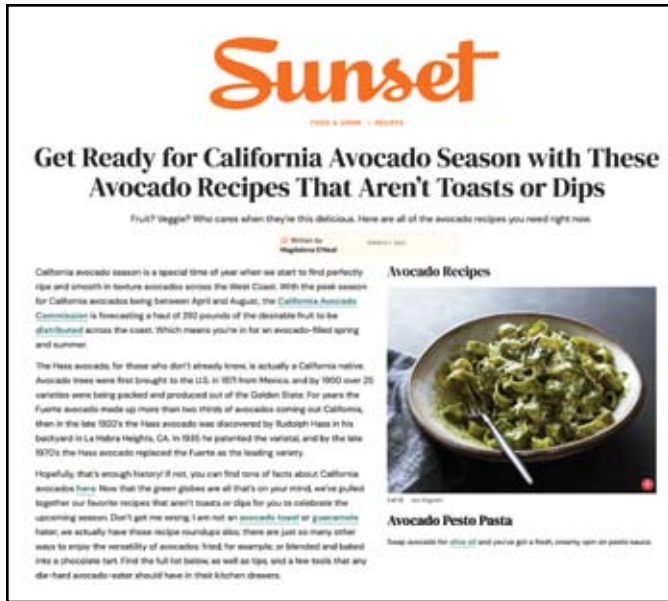 Sunset
FOOD & DRINK RECIPES
Get Ready for California Avocado Season with These
Avocado Recipes That Aren't Toasts or Dips
Fruit? Veggie? Who cares when they're this delicious. Here are all of the avocado recipes you need right now.
Written by
Magdalena O'Neal
California avocado season is a special time of year when we start to find perfectly
ripe and smooth in texture avocados across the West Coast. With the peak season
for California avocados being between April and August, the California Avocado
Commission is forecasting a haul of 292 pounds of the desirable fruit to be
distributed across the coast. Which means you're in for an avocado-filled spring
and summer.
The Hass avocado, for those who don't already know, is actually a California native.
Avocado trees were first brought to the U.S. in 1871 from Mexico, and by 1950 over 25
varieties were being packed and produced out of the Golden State. For years the
Fuerte avocado made up more than two thirds of avocados coming out California,
then in the late 1920's the Hass avocado was discovered by Rudolph Hass in his
backyard in La Habra Heights, CA. In 1935 he patented the varietal, and by the late
1970's the Hass avocado replaced the Fuerte as the leading variety.
Hopefully, that's enough history! If not, you can find tons of facts about California
avocados here. Now that the green globes are all that's on your mind, we've pulled
together our favorite recipes that aren't toasts or dips for you to celebrate the
upcoming season. Don't get me wrong, I am not an avocado toast or guacamole
hater, we actually have those recipe roundups also, there are just so many other
ways to enjoy the versatility of avocados: fried, for example, or blended and baked
into a chocolate tart. Find the full list below, as well as tips, and a few tools that any
die-hard avocado-eater should have in their kitchen drawers.
Avocado Recipes
Avocado Pesto Pasta
Swap avocado for olive oil and you've got a fresh, creamy spin on pesto sauce.